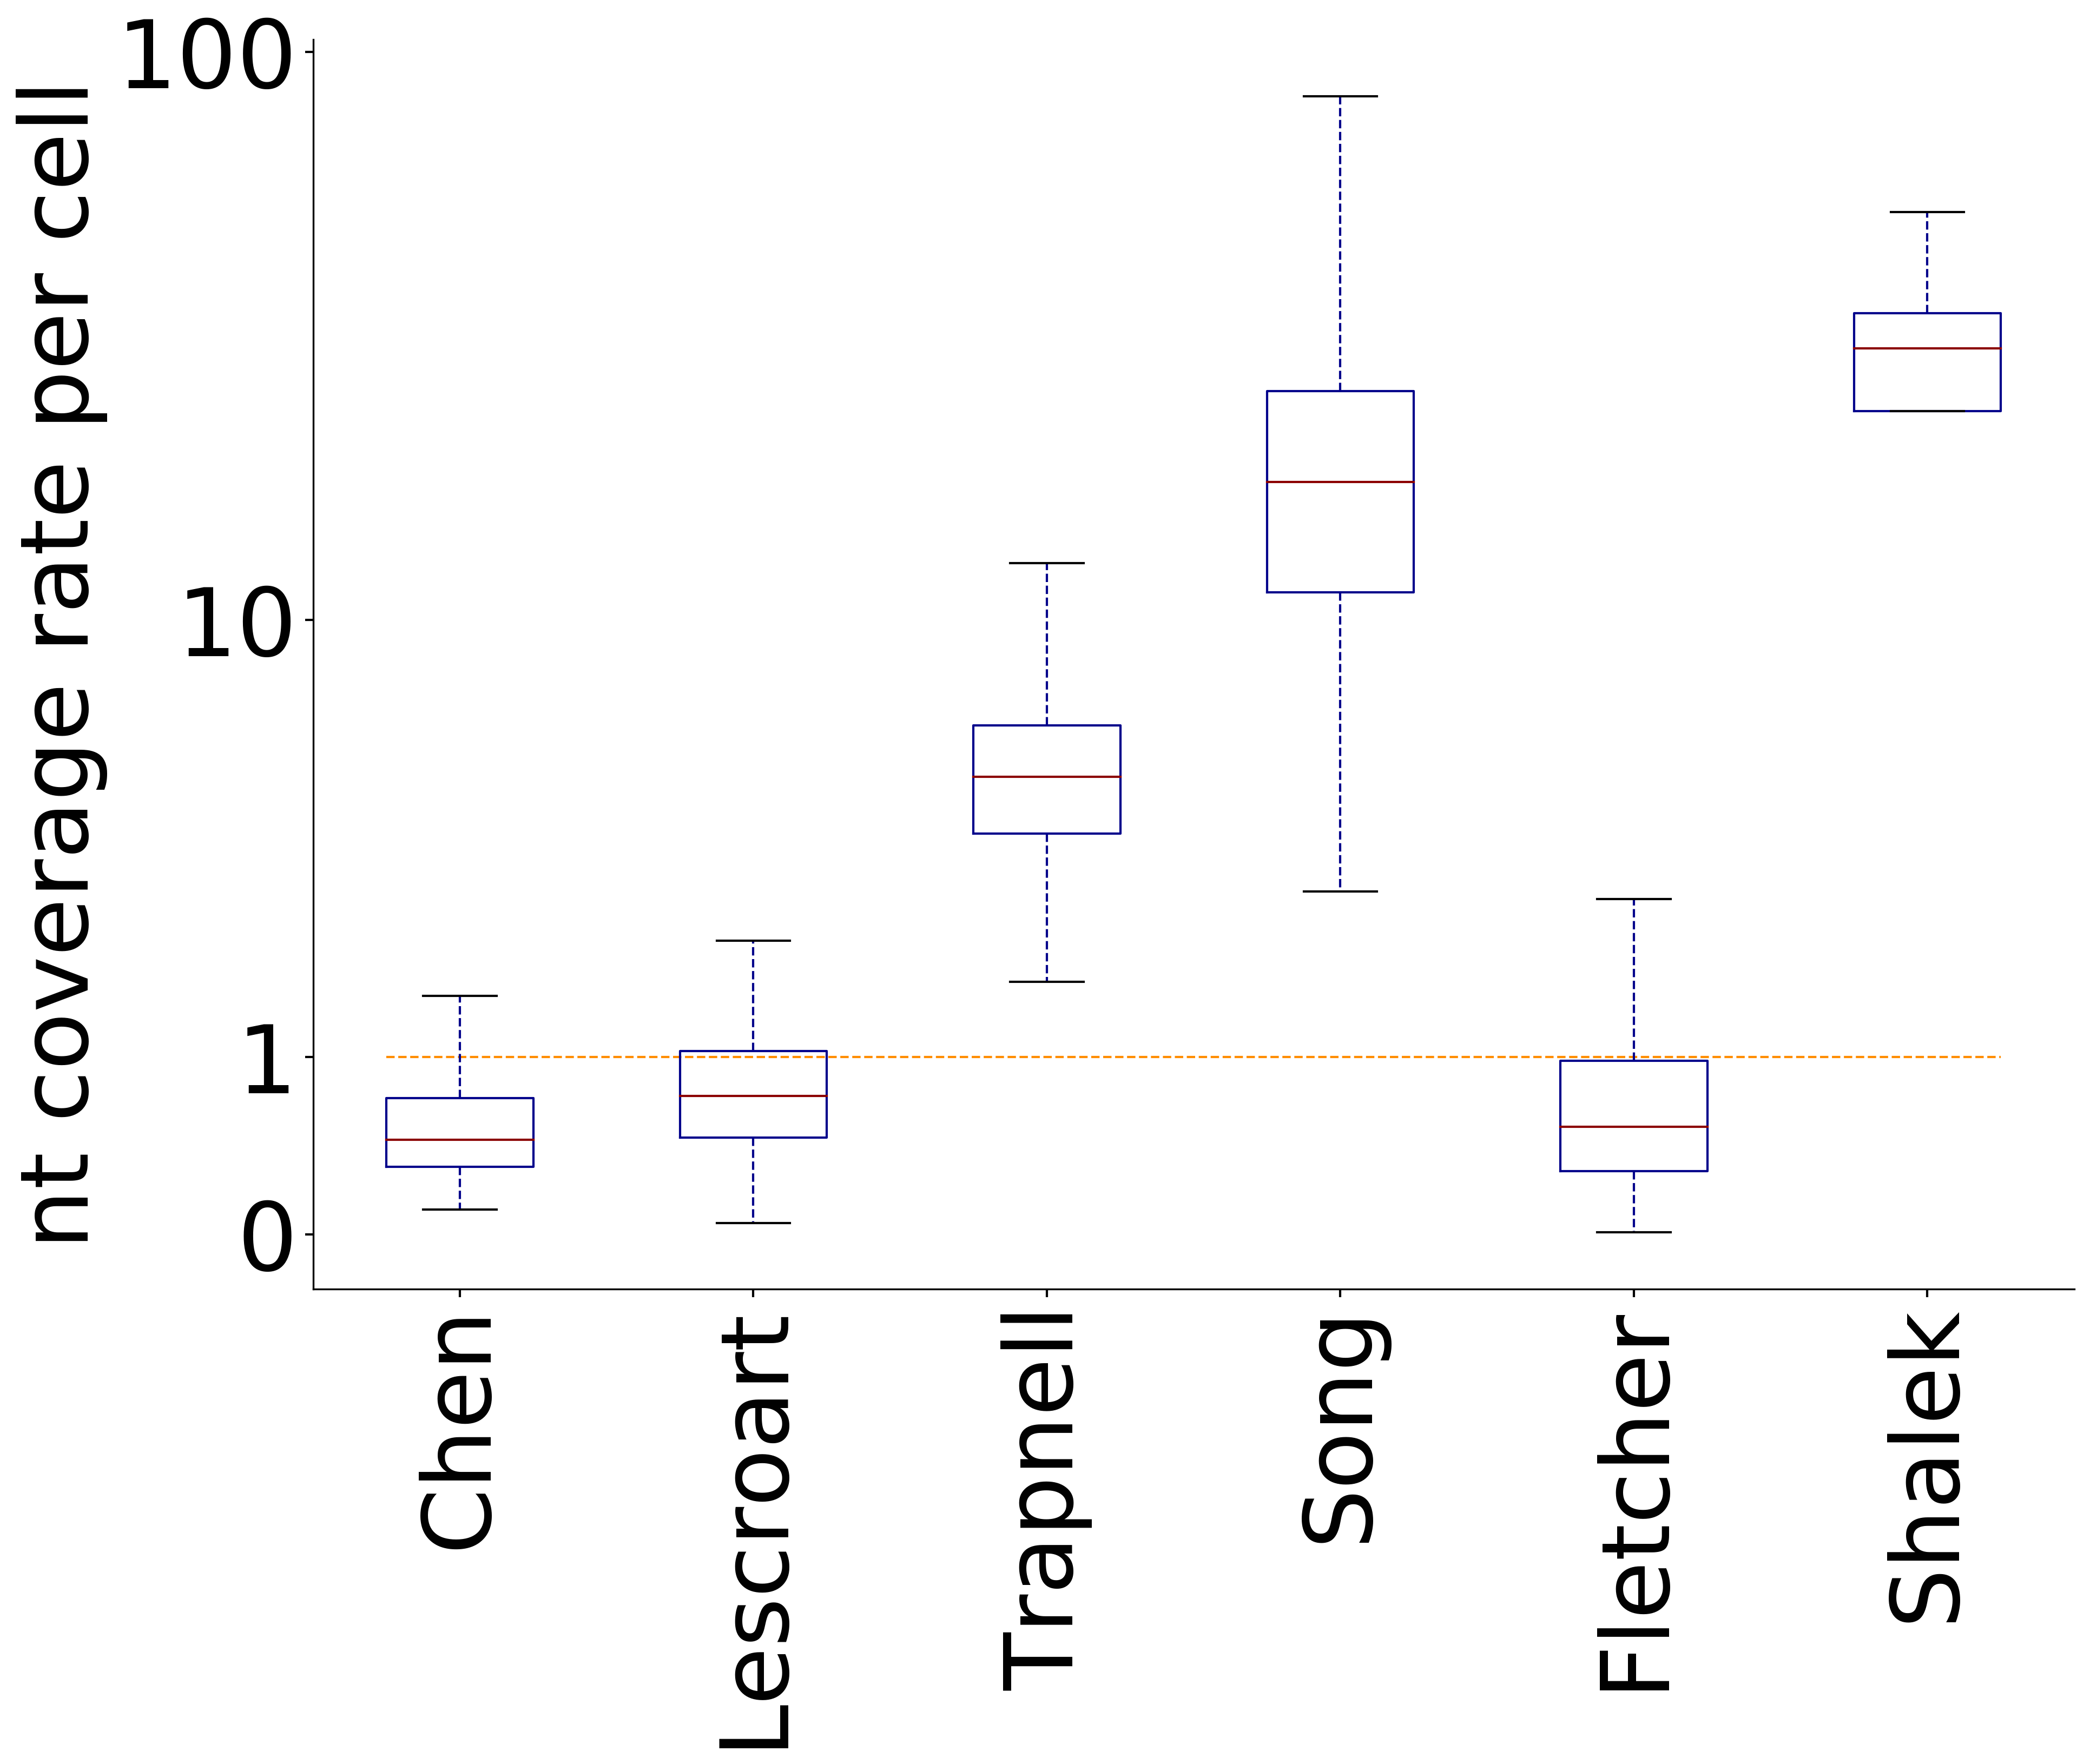 nt coverage rate per cell
100
10
1
0
Chen
Lescroart
Trapnell
Song
Fletcher
Shalek